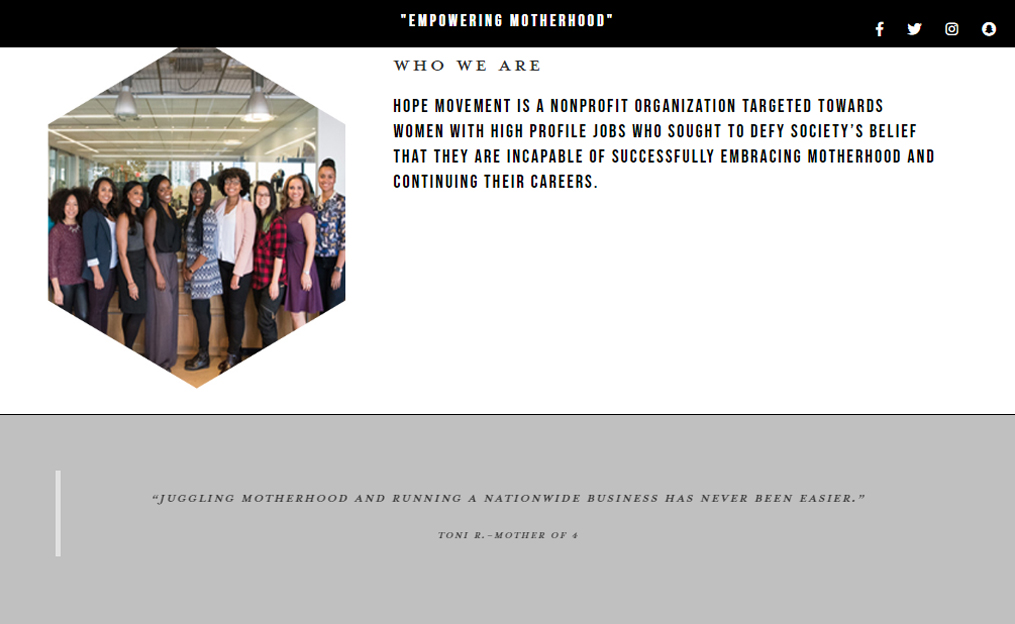 "EMPOWERING MOTHERHOOD"
WHO WE ARE
HOPE MOVEMENT IS A NONPROFIT ORGANIZATION TARGETED TOWARDS
WOMEN WITH HIGH PROFILE JOBS WHO SOUGHT TO DEFY SOCIETY'S BELIEF
THAT THEY ARE INCAPABLE OF SUCCESSFULLY EMBRACING MOTHERHOOD AND
CONTINUING THEIR CAREERS.
“JUGGLING MOTHERHOOD AND RUNNING A NATIONWIDE BUSINESS HAS NEVER BEEN EASIER.”
TONI R.-MOTHER OF 4